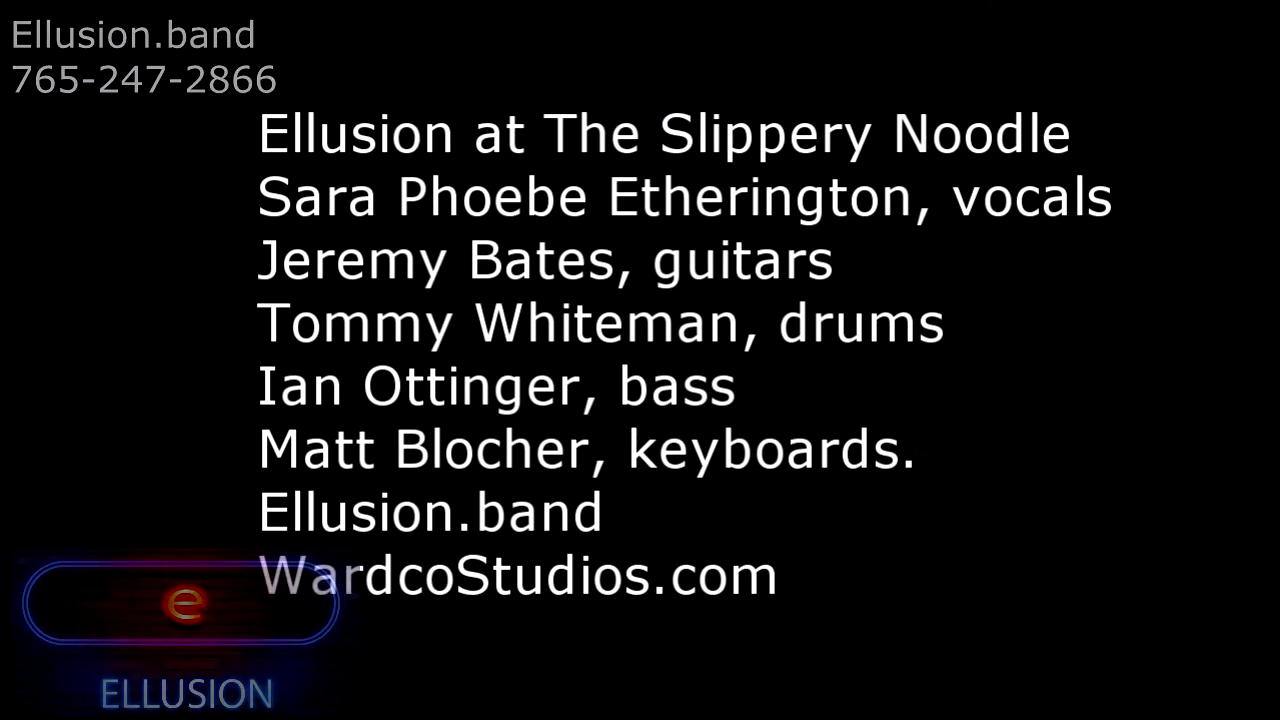 Ellusion.band
765-247-2866
Ellusion at The Slippery Noodle
Sara Phoebe Etherington, vocals
Jeremy Bates, guitars
Tommy Whiteman, drums
Ian Ottinger, bass
Matt Blocher, keyboards.
Ellusion.band
WardcoStudios.com
e
ELLUSION